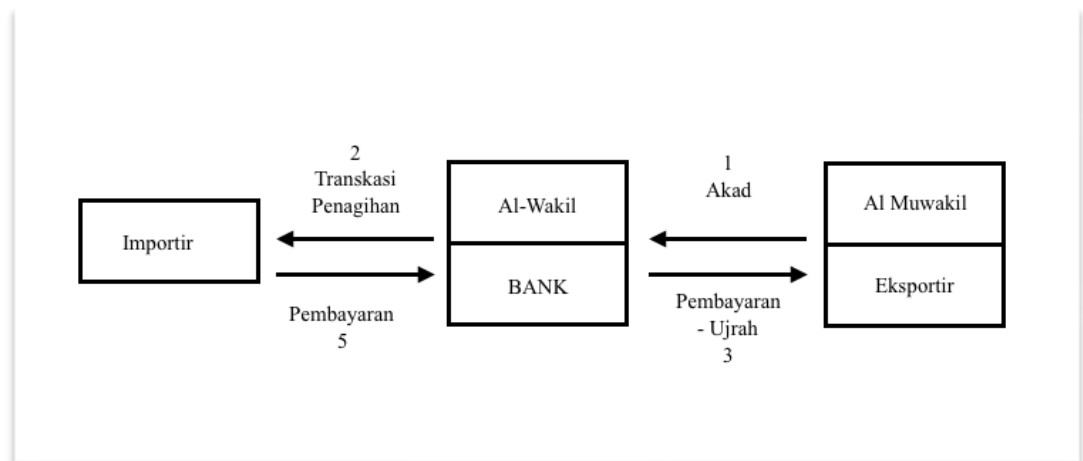 2
Transkasi
Penagihan
1
Akad
Importir
Al-Wakil
BANK
Al Muwakil
Eksportir
Pembayaran
5
Pembayaran
- Ujrah
3